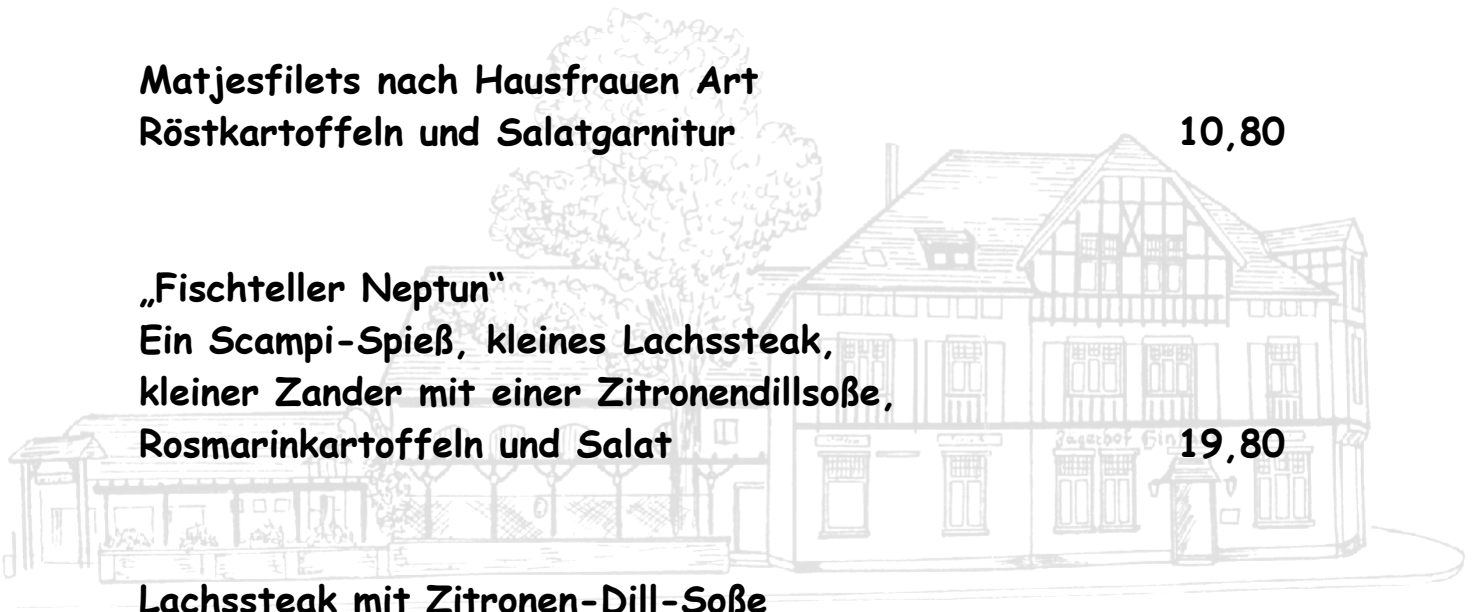 Matjesfilets nach Hausfrauen Art
Röstkartoffeln und Salatgarnitur 10,80
„Fischteller Neptun“
Ein Scampi-Spieß, kleines Lachssteak,
kleiner Zander mit einer Zitronendillsoße,
Rosmarinkartoffeln und Salat 19,80
Jägerhof
Lachssteak mit Zitronen-Dill-Soße